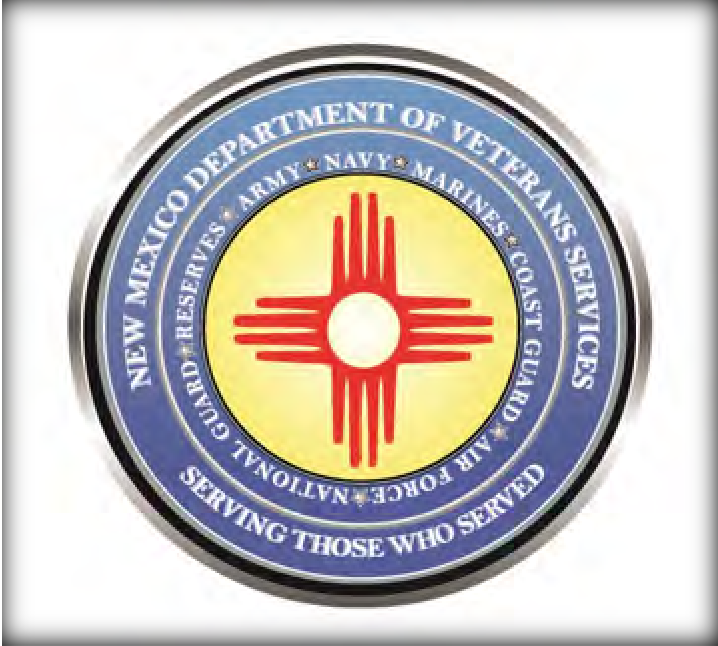 NEW MEXICO DEPARTMENT OF VETERANS SERVICES
ARMY NAVY MARINES COAST GUARD AIR FORCE NATIONAL GUARD RESERVES
SERVING THOSE WHO SERVED